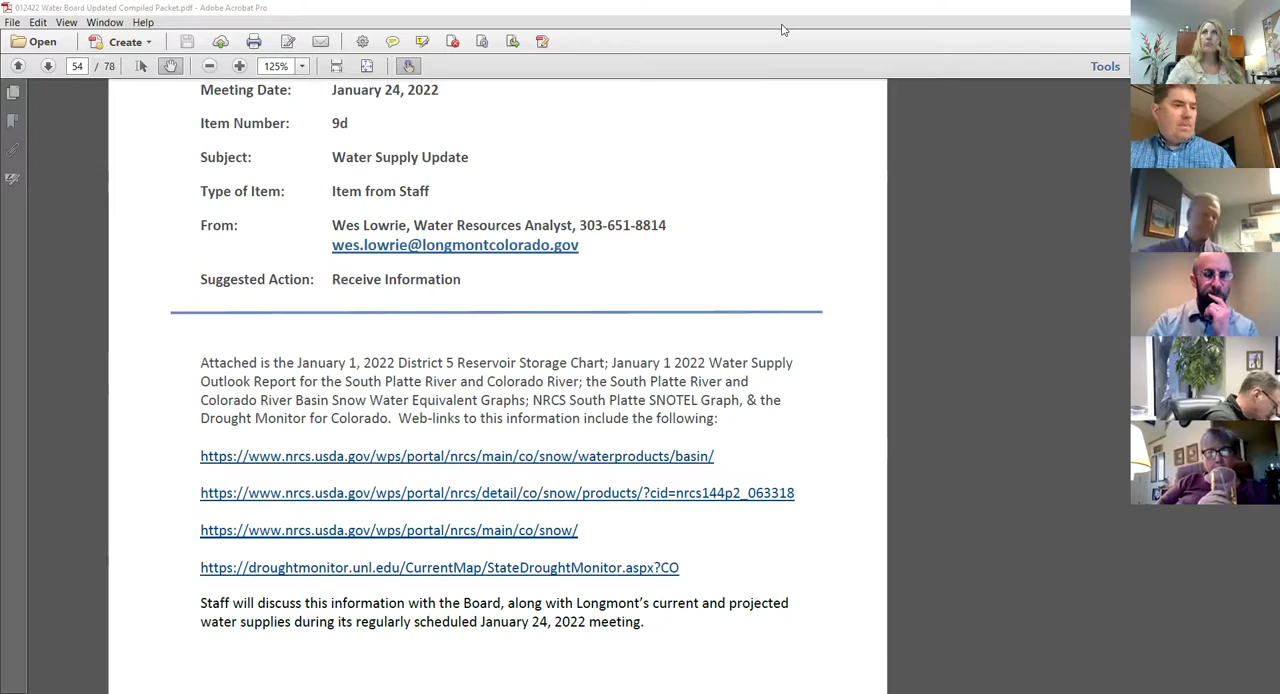 012422 Water Board Updated Compiled Packet.pdf - Adobe Acrobat Pro
File Edit View Window Help
Open Create
54 / 78 125% Tools
Meeting Date: January 24, 2022
Item Number: 9d
Subject: Water Supply Update
Type of Item: Item from Staff
From: Wes Lowrie, Water Resources Analyst, 303-651-8814
wes.lowrie@longmontcolorado.gov
Suggested Action: Receive Information
Attached is the January 1, 2022 District 5 Reservoir Storage Chart; January 1 2022 Water Supply
Outlook Report for the South Platte River and Colorado River; the South Platte River and
Colorado River Basin Snow Water Equivalent Graphs; NRCS South Platte SNOTEL Graph, & the
Drought Monitor for Colorado.  Web-links to this information include the following:
https://www.nrcs.usda.gov/wps/portal/nrcs/main/co/snow/waterproducts/basin/
https://www.nrcs.usda.gov/wps/portal/nrcs/detail/co/snow/products/?cid=nrcs144p2_063318
https://www.nrcs.usda.gov/wps/portal/nrcs/main/co/snow/
https://droughtmonitor.unl.edu/CurrentMap/StateDroughtMonitor.aspx?CO
Staff will discuss this information with the Board, along with Longmont’s current and projected
water supplies during its regularly scheduled January 24, 2022 meeting.